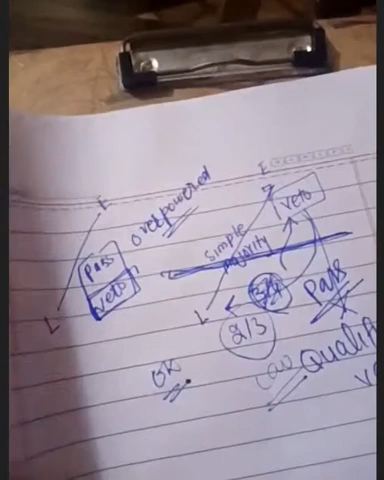 E
overpowered
E
veto
Pass
veto
simple
majority
L
L
2/3
Pass
OK
Qualif